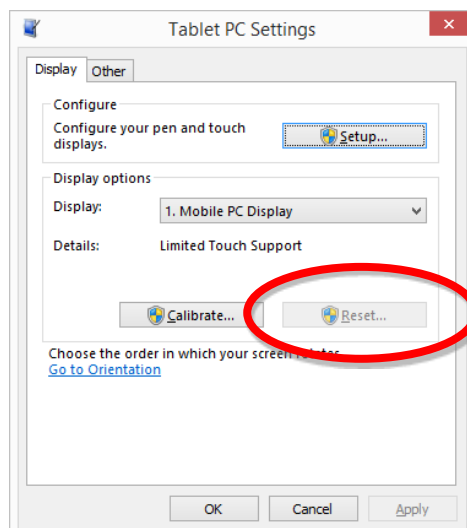 Tablet PC Settings
Display
Other
Configure
Configure your pen and touch
displays.
Setup...
Display options
Display:
1. Mobile PC Display
Details:
Limited Touch Support
Calibrate...
Reset...
Choose the order in which your screen rotates.
Go to Orientation
OK
Cancel
Apply